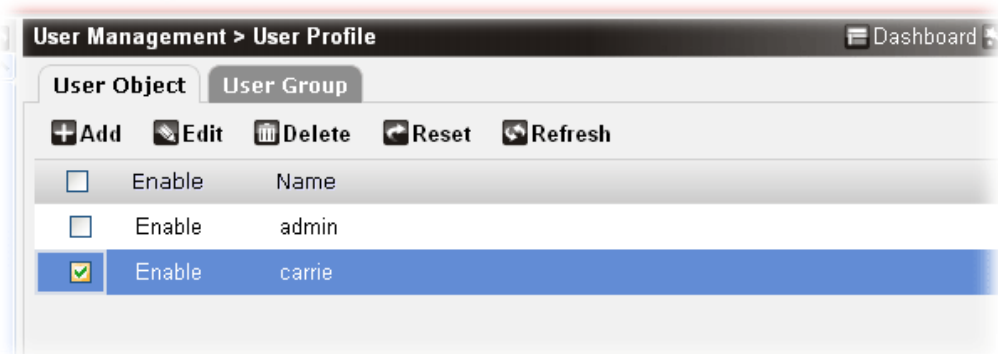 User Management > User Profile Dashboard
User Object User Group
Add Edit Delete Reset Refresh
Enable Name
Enable admin
Enable carrie